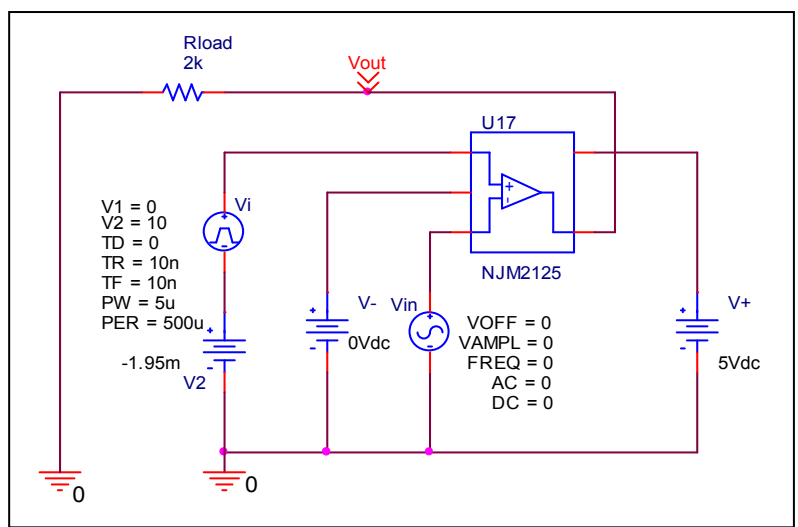 Rload
2k
Vout
U17
+
-
NJM2125
Vi
+
-
V1 = 0
V2 = 10
TD = 0
TR = 10n
TF = 10n
PW = 5u
PER = 500u
+
-
-1.95m
V2
V-
+
-
0Vdc
Vin
+
-
VOFF = 0
VAMPL = 0
FREQ = 0
AC = 0
DC = 0
V+
+
-
5Vdc
0
0